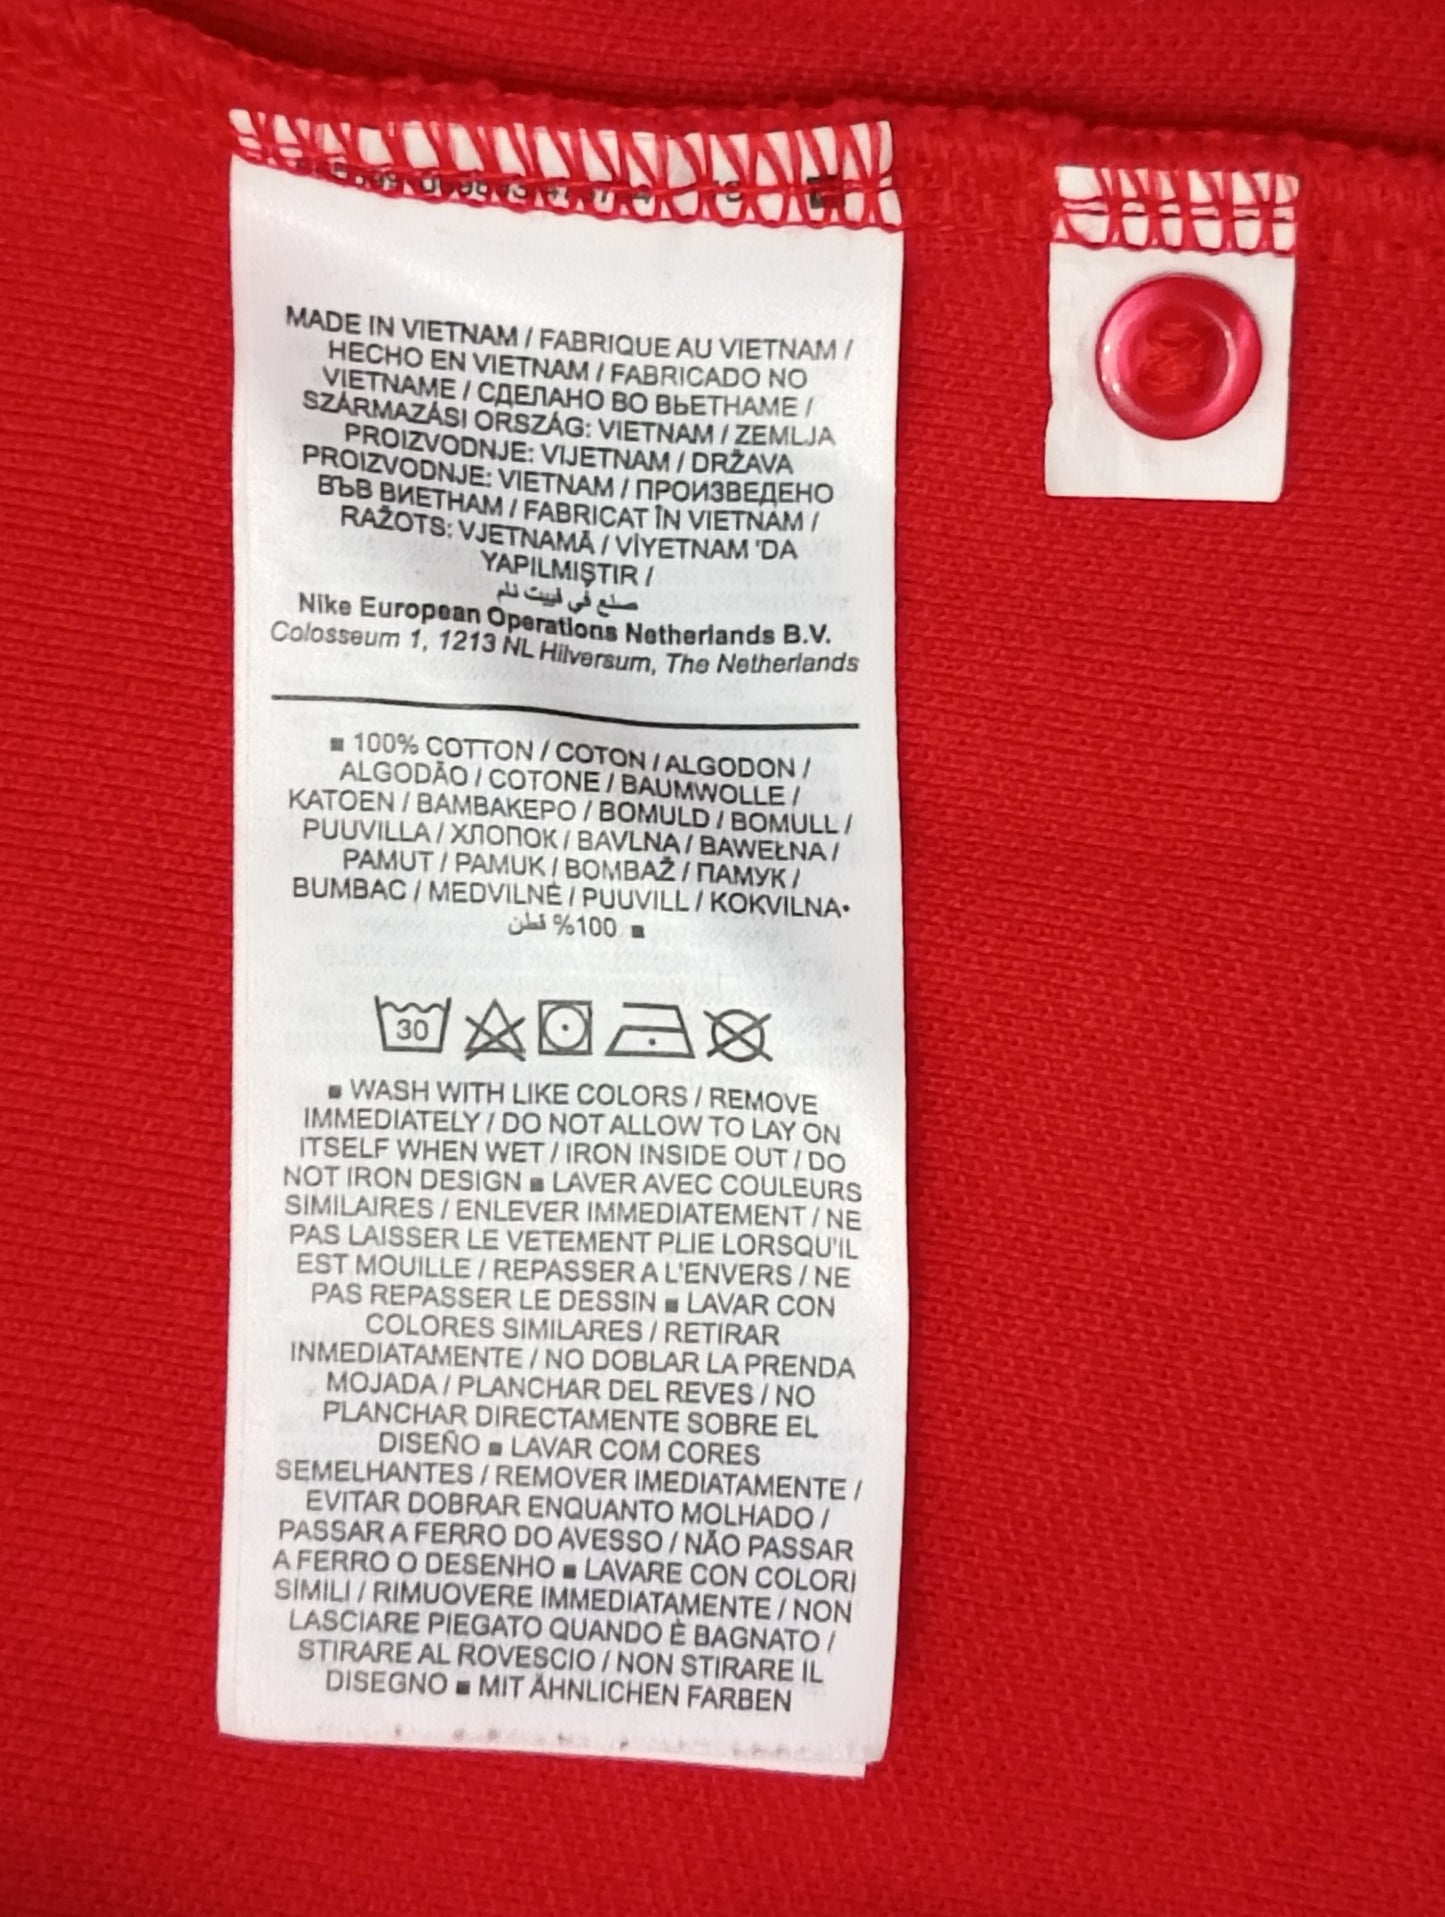 MADE IN VIETNAM / FABRIQUE AU VIETNAM /
HECHO EN VIETNAM / FABRICADO NO
VIETNAME / СДЕЛАНО ВО ВЬЕТНАМЕ /
SZÁRMAZÁSI ORSZÁG: VIETNAM / ZEMLJA
PROIZVODNJE: VIJETNAM / DRŽAVA
PROIZVODNJE: VIETNAM / ПРОИЗВЕДЕНО
ВЪВ ВИЕТНАМ / FABRICAT ÎN VIETNAM /
RAŽOTS: VJETNAMĀ / VİYETNAM 'DA
YAPILMIŞTIR /
صنع في فييت نام
Nike European Operations Netherlands B.V.
Colosseum 1, 1213 NL Hilversum, The Netherlands
■ 100% COTTON / COTON / ALGODON /
ALGODÃO / COTONE / BAUMWOLLE /
KATOEN / ΒΑΜΒΑΚΕΡΟ / BOMULD / BOMULL /
PUUVILLA / ХЛОПОК / BAVLNA / BAWEŁNA /
PAMUT / PAMUK / BOMBAŽ / ПАМУК /
BUMBAC / MEDVILNĖ / PUUVILL / KOKVILNA•
■ 100% قطن
30
■ WASH WITH LIKE COLORS / REMOVE
IMMEDIATELY / DO NOT ALLOW TO LAY ON
ITSELF WHEN WET / IRON INSIDE OUT / DO
NOT IRON DESIGN ■ LAVER AVEC COULEURS
SIMILAIRES / ENLEVER IMMEDIATEMENT / NE
PAS LAISSER LE VETEMENT PLIE LORSQU'IL
EST MOUILLE / REPASSER A L'ENVERS / NE
PAS REPASSER LE DESSIN ■ LAVAR CON
COLORES SIMILARES / RETIRAR
INMEDIATAMENTE / NO DOBLAR LA PRENDA
MOJADA / PLANCHAR DEL REVES / NO
PLANCHAR DIRECTAMENTE SOBRE EL
DISEÑO ■ LAVAR COM CORES
SEMELHANTES / REMOVER IMEDIATAMENTE /
EVITAR DOBRAR ENQUANTO MOLHADO /
PASSAR A FERRO DO AVESSO / NÃO PASSAR
A FERRO O DESENHO ■ LAVARE CON COLORI
SIMILI / RIMUOVERE IMMEDIATAMENTE / NON
LASCIARE PIEGATO QUANDO È BAGNATO /
STIRARE AL ROVESCIO / NON STIRARE IL
DISEGNO ■ MIT ÄHNLICHEN FARBEN